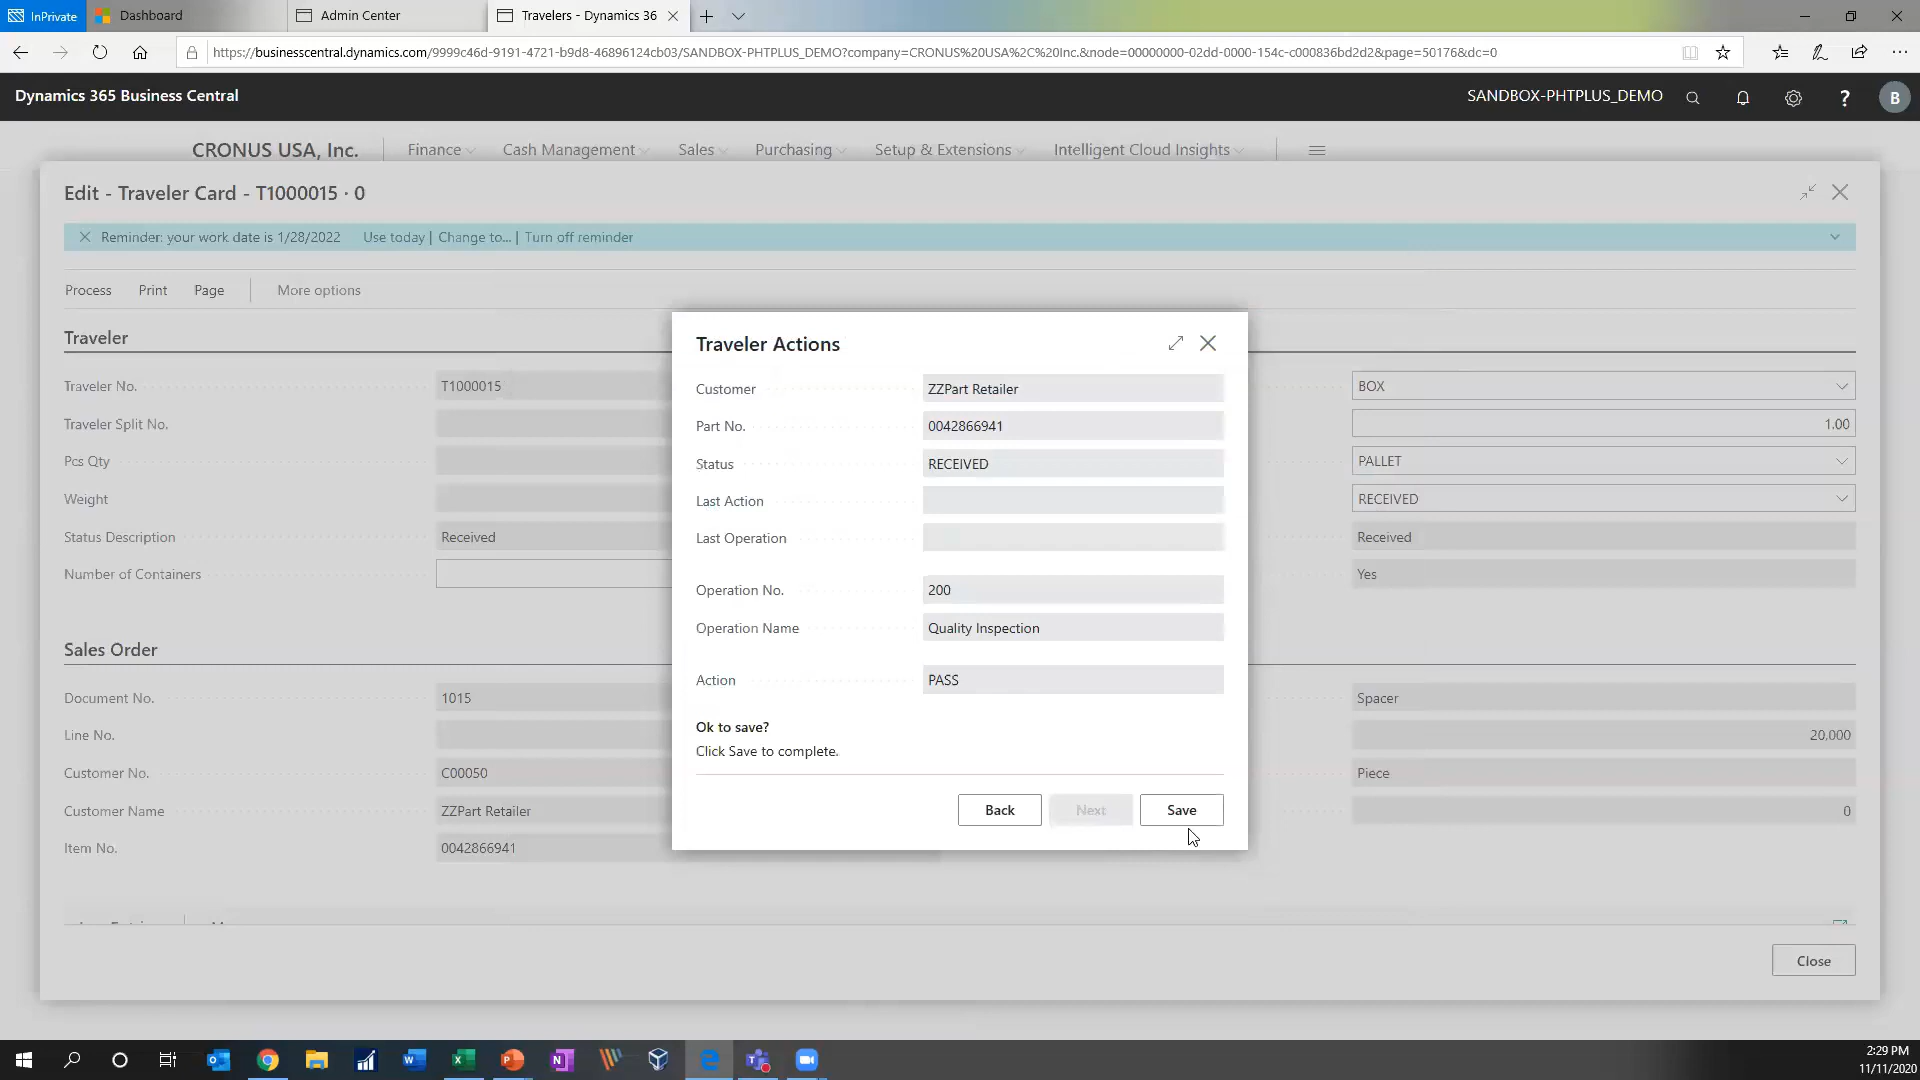 InPrivate
Dashboard
Admin Center
Travelers - Dynamics 36
https://businesscentral.dynamics.com/9999c46d-9191-4721-b9d8-46896124cb03/SANDBOX-PHTPLUS_DEMO?company=CRONUS%20USA%2C%20Inc.&node=00000000-02dd-0000-154c-c000836bd2d2&page=50176&dc=0
Dynamics 365 Business Central
SANDBOX-PHTPLUS_DEMO
?
B
CRONUS USA, Inc.
Finance
Cash Management
Sales
Purchasing
Setup & Extensions
Intelligent Cloud Insights
Edit - Traveler Card - T1000015 · 0
Reminder: your work date is 1/28/2022 Use today | Change to... | Turn off reminder
Process
Print
Page
More options
Traveler
Traveler No.
T1000015
BOX
Traveler Split No.
1.00
Pcs Qty
PALLET
Weight
RECEIVED
Status Description
Received
Received
Number of Containers
Yes
Sales Order
Document No.
1015
Spacer
Line No.
20,000
Customer No.
C00050
Piece
Customer Name
ZZPart Retailer
0
Item No.
0042866941
Close
Traveler Actions
Customer
ZZPart Retailer
Part No.
0042866941
Status
RECEIVED
Last Action
Last Operation
Operation No.
200
Operation Name
Quality Inspection
Action
PASS
Ok to save?
Click Save to complete.
Back
Next
Save
2:29 PM
11/11/2020